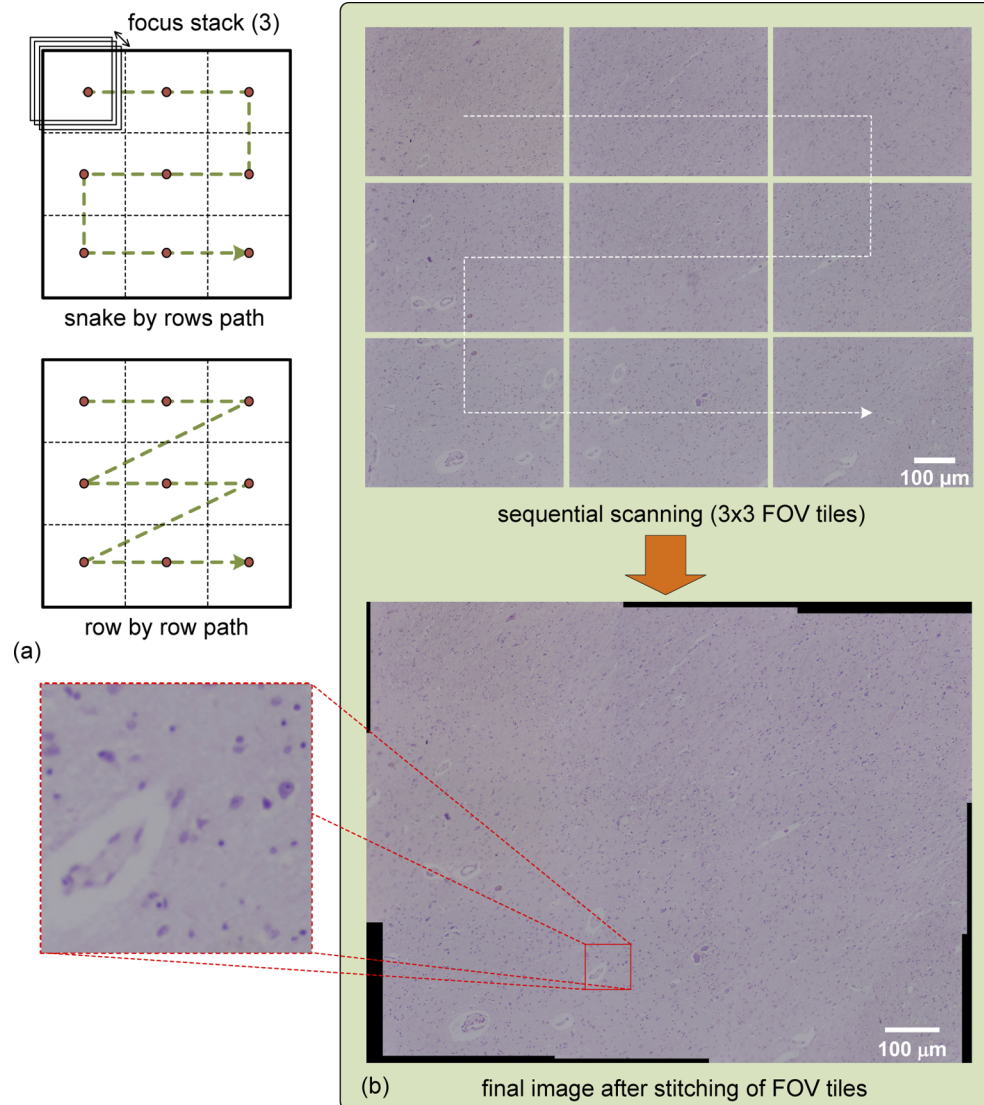 focus stack (3)
snake by rows path
row by row path
(a)
100 µm
sequential scanning (3x3 FOV tiles)
100 µm
(b)
final image after stitching of FOV tiles